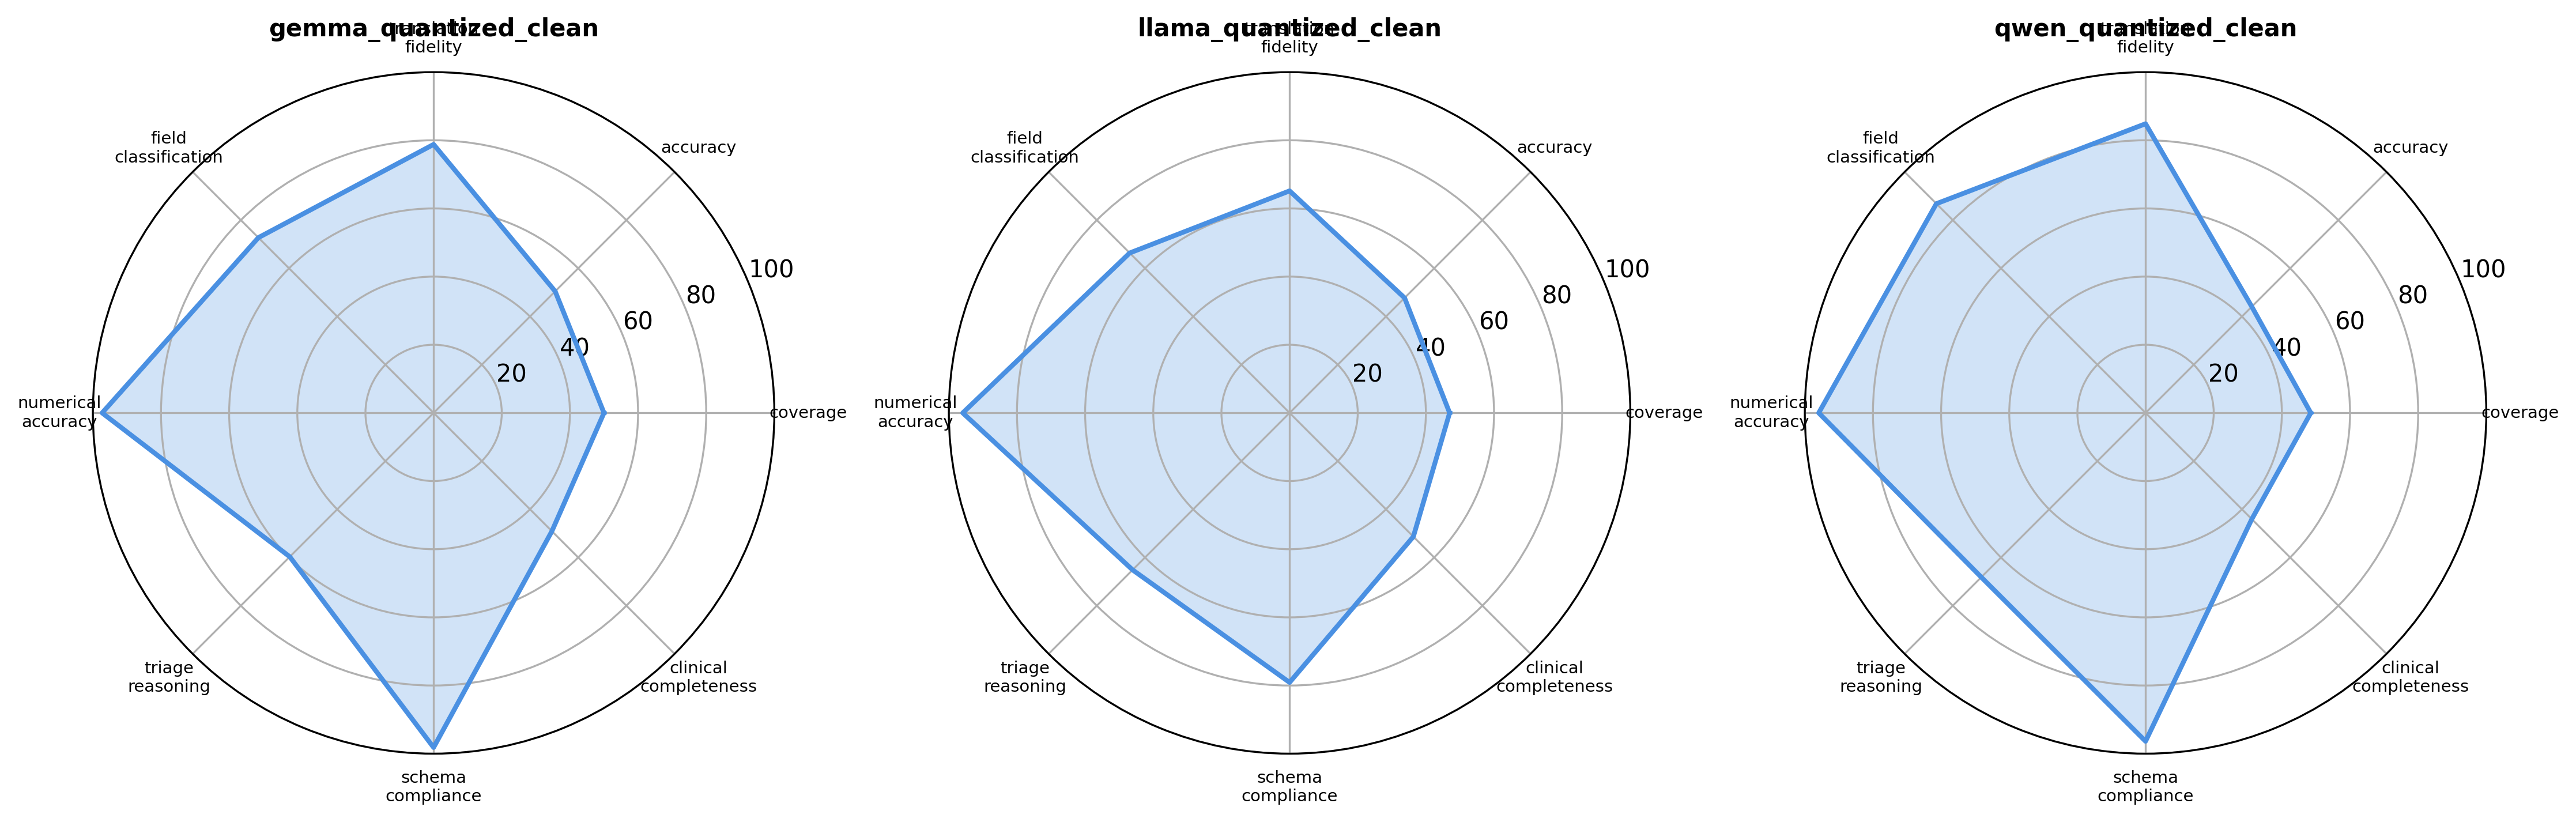 gemma_quantized_clean
translation
fidelity
field
classification
accuracy
100
80
60
40
20
numerical
accuracy
coverage
triage
reasoning
clinical
completeness
schema
compliance
llama_quantized_clean
translation
fidelity
field
classification
accuracy
100
80
60
40
20
numerical
accuracy
coverage
triage
reasoning
clinical
completeness
schema
compliance
qwen_quantized_clean
translation
fidelity
field
classification
accuracy
100
80
60
40
20
numerical
accuracy
coverage
triage
reasoning
clinical
completeness
schema
compliance